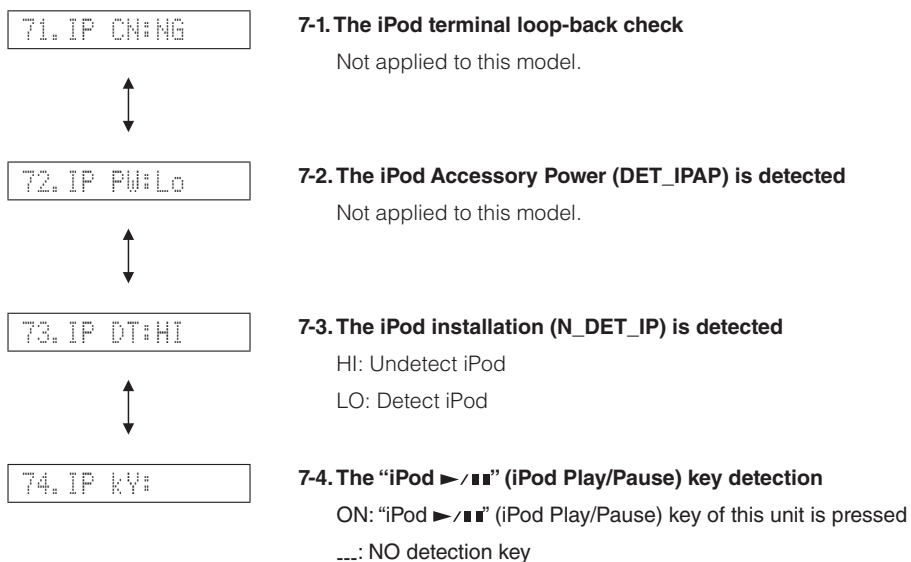 71.IP CN:NG
7-1. The iPod terminal loop-back check
Not applied to this model.
72.IP PW:Lo
7-2. The iPod Accessory Power (DET_IPAP) is detected
Not applied to this model.
73.IP DT:HI
7-3. The iPod installation (N_DET_IP) is detected
HI: Undetect iPod
LO: Detect iPod
74.IP kY:
7-4. The “iPod ►/▮▮” (iPod Play/Pause) key detection
ON: “iPod ►/▮▮” (iPod Play/Pause) key of this unit is pressed
---: NO detection key